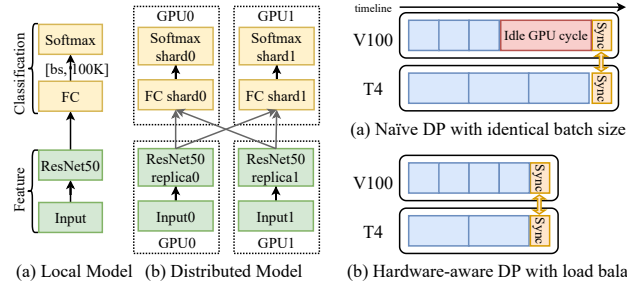 Classification
Feature
Softmax
[bs, 100K]
FC
ResNet50
Input
(a) Local Model
GPU0
GPU1
Softmax
shard0
Softmax
shard1
FC shard0
FC shard1
ResNet50
replica0
ResNet50
replica1
Input0
Input1
GPU0
GPU1
(b) Distributed Model
timeline
V100
Idle GPU cycle
Sync
T4
Sync
(a) Naïve DP with identical batch size
V100
Sync
T4
Sync
(b) Hardware-aware DP with load bala